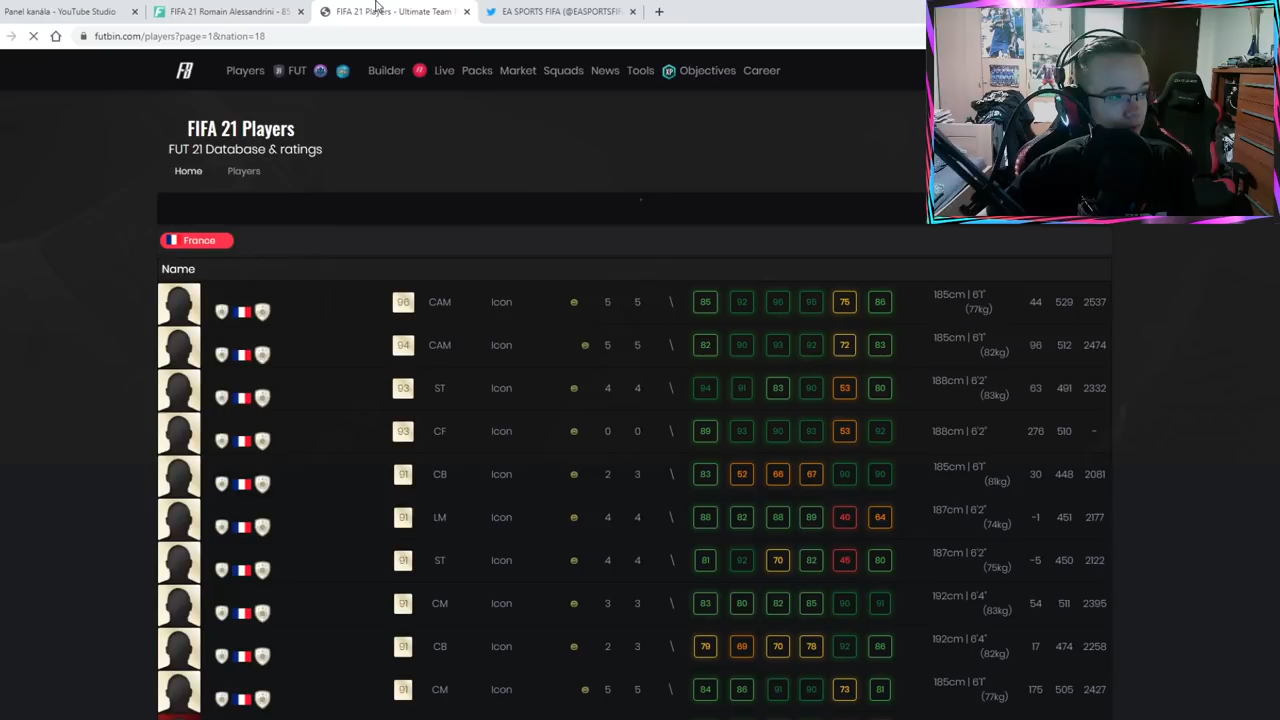 Panel kanála - YouTube Studio
FIFA 21 Romain Alessandrini - 85
FIFA 21 Players - Ultimate Team
EA SPORTS FIFA (@EASPORTSFIF
futbin.com/players?page=1&nation=18
Players Builder Live Packs Market Squads News Tools XP Objectives Career
FIFA 21 Players
FUT 21 Database & ratings
Home Players
France
Name
96 CAM Icon 5 5 \ 85 92 96 95 75 86 185cm | 6'1" (77kg) 44 529 2537
94 CAM Icon 5 5 \ 82 90 93 92 72 83 185cm | 6'1" (82kg) 96 512 2474
93 ST Icon 4 4 \ 94 91 83 90 53 80 188cm | 6'2" (83kg) 63 491 2332
93 CF Icon 0 0 \ 89 93 90 93 53 92 188cm | 6'2" 276 510 -
91 CB Icon 2 3 \ 83 52 66 67 90 90 185cm | 6'1" (81kg) 30 448 2081
91 LM Icon 4 4 \ 88 82 88 89 40 64 187cm | 6'2" (74kg) -1 451 2177
91 ST Icon 4 4 \ 81 92 70 82 45 80 187cm | 6'2" (75kg) -5 450 2122
91 CM Icon 3 3 \ 83 80 82 85 90 91 192cm | 6'4" (83kg) 54 511 2395
91 CB Icon 2 3 \ 79 69 70 78 92 86 192cm | 6'4" (82kg) 17 474 2258
91 CM Icon 5 5 \ 84 86 91 90 73 81 185cm | 6'1" (77kg) 175 505 2427